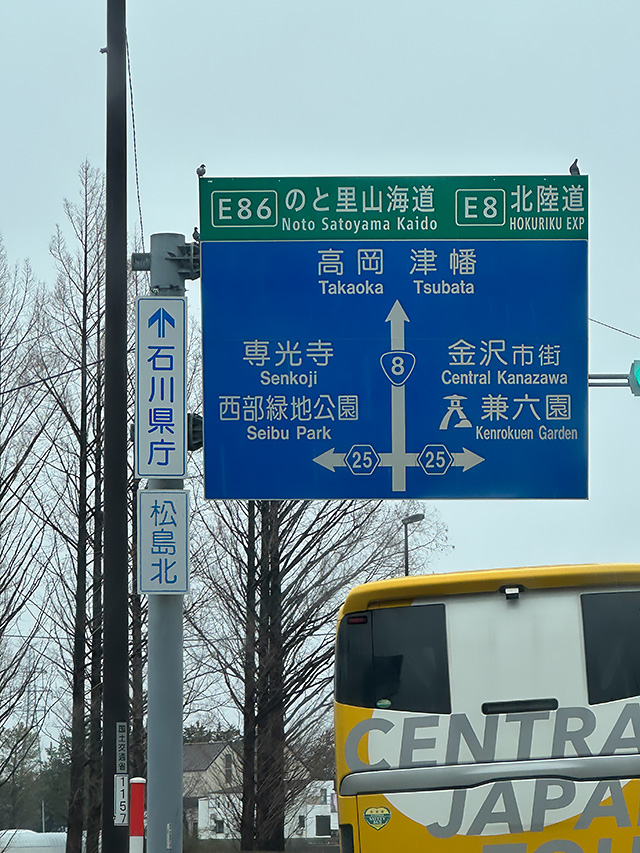 E86 のと里山海道
Noto Satoyama Kaido
E8 北陸道
HOKURIKU EXP
高岡 津幡
Takaoka Tsubata
8
専光寺
Senkoji
西部緑地公園
Seibu Park
金沢市街
Central Kanazawa
兼六園
Kenrokuen Garden
25 25
↑石川県庁
松島北
国土交通省
1157
CENTRA
JAPA